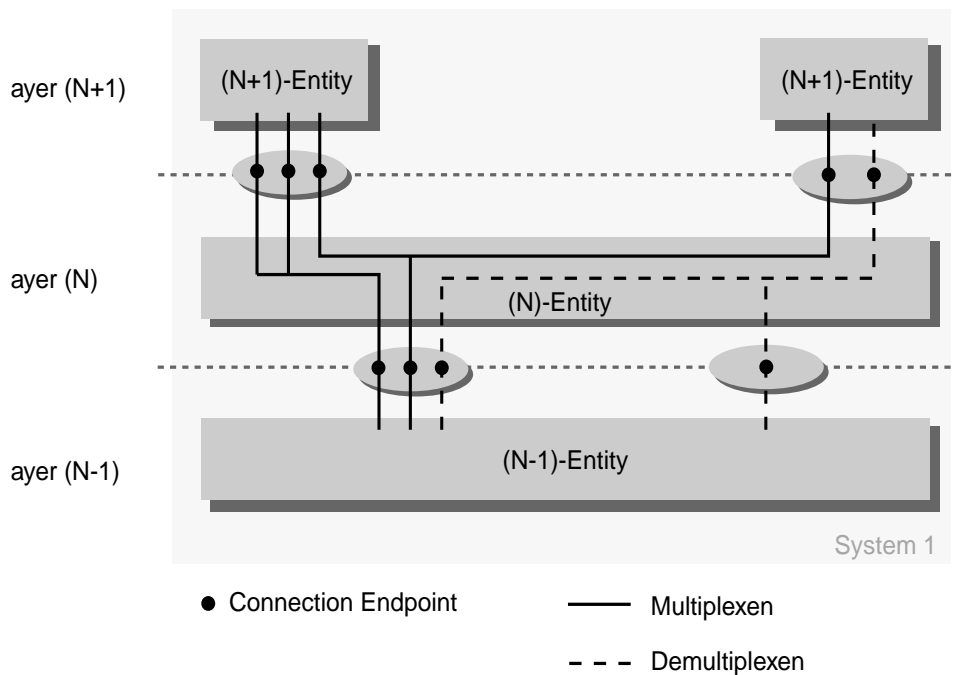 ayer (N+1)
(N+1)-Entity
(N+1)-Entity
ayer (N)
(N)-Entity
ayer (N-1)
(N-1)-Entity
System 1
Connection Endpoint
Multiplexen
Demultiplexen